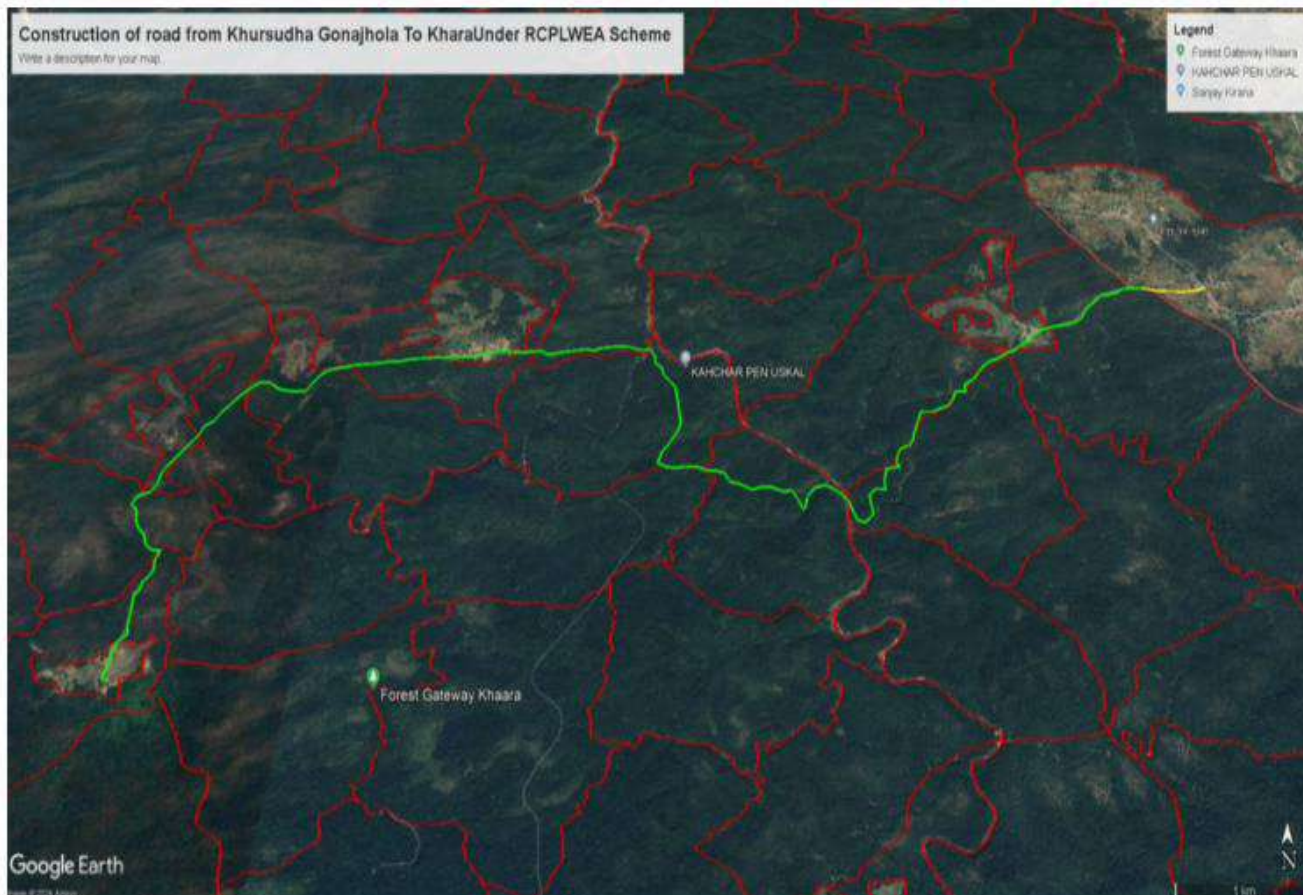 Construction of road from Khursudha Gonajhola To KharaUnder RCPLWEA Scheme
Write a description for your map.
Legend
Forest Gateway Khaara
KAHCHAR PEN USKAL
Sanjay Kirana
KAHCHAR PEN USKAL
Forest Gateway Khaara
Google Earth
N
1 km